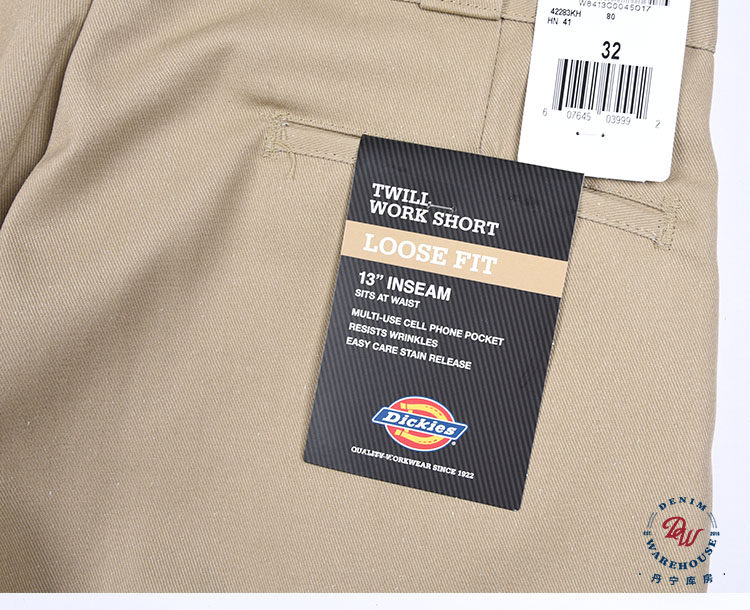 W8413C0045017
42283KH 80
HN 41
32
6 07645 03999 2
TWILL
WORK SHORT
LOOSE FIT
13” INSEAM
SITS AT WAIST
MULTI-USE CELL PHONE POCKET
RESISTS WRINKLES
EASY CARE STAIN RELEASE
Dickies
QUALITY-WORKWEAR SINCE 1922
DENIM
EST. 2015
DW
WAREHOUSE
丹宁库房